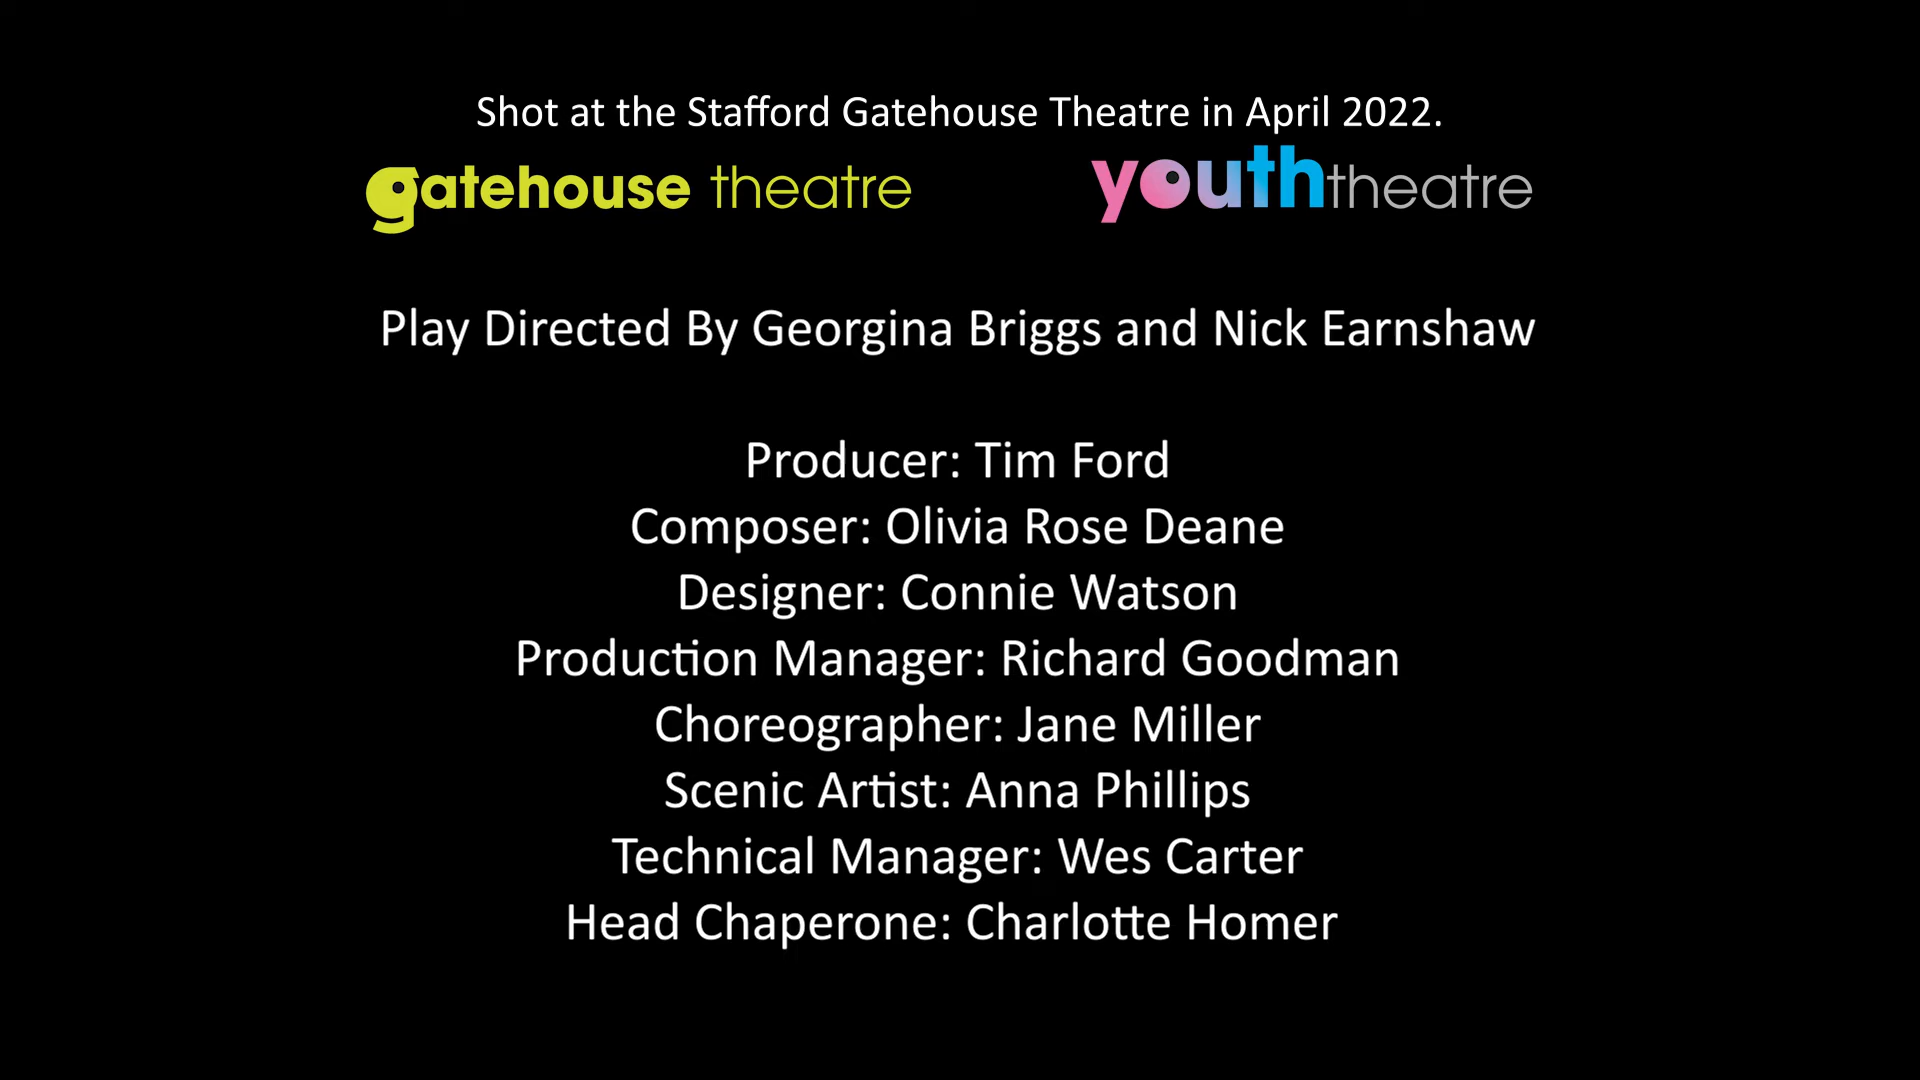 Shot at the Stafford Gatehouse Theatre in April 2022.
gatehouse theatre
youththeatre
Play Directed By Georgina Briggs and Nick Earnshaw
Producer: Tim Ford
Composer: Olivia Rose Deane
Designer: Connie Watson
Production Manager: Richard Goodman
Choreographer: Jane Miller
Scenic Artist: Anna Phillips
Technical Manager: Wes Carter
Head Chaperone: Charlotte Homer